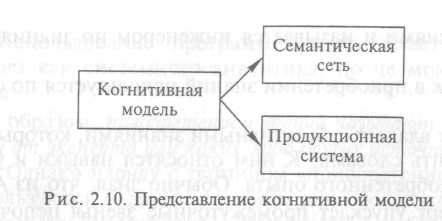 Семантическая
сеть
Когнитивная
модель
Продукционная
система
Рис. 2.10. Представление когнитивной модели